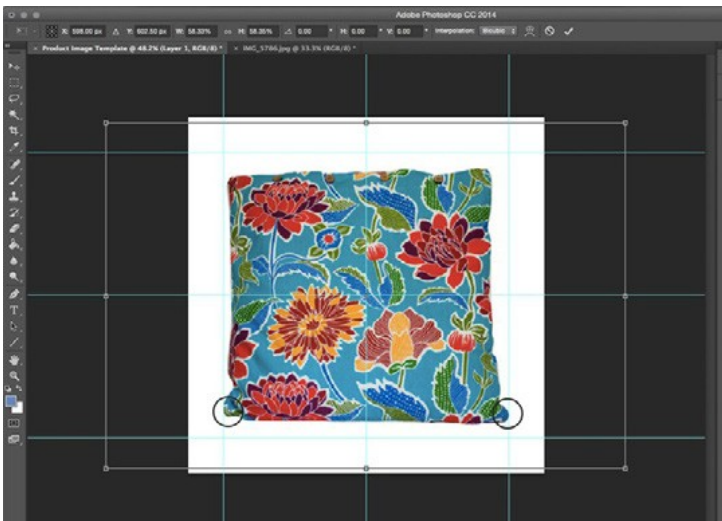 Adobe Photoshop CC 2014
X: 598.00 px Δ Y: 602.50 px W: 58.33% H: 58.35% 0.00 ° H: 0.00 ° V: 0.00 ° Interpolation: Bicubic
× Product Image Template @ 48.2% (Layer 1, RGB/8) * × IMG_5786.jpg @ 33.3% (RGB/8) *